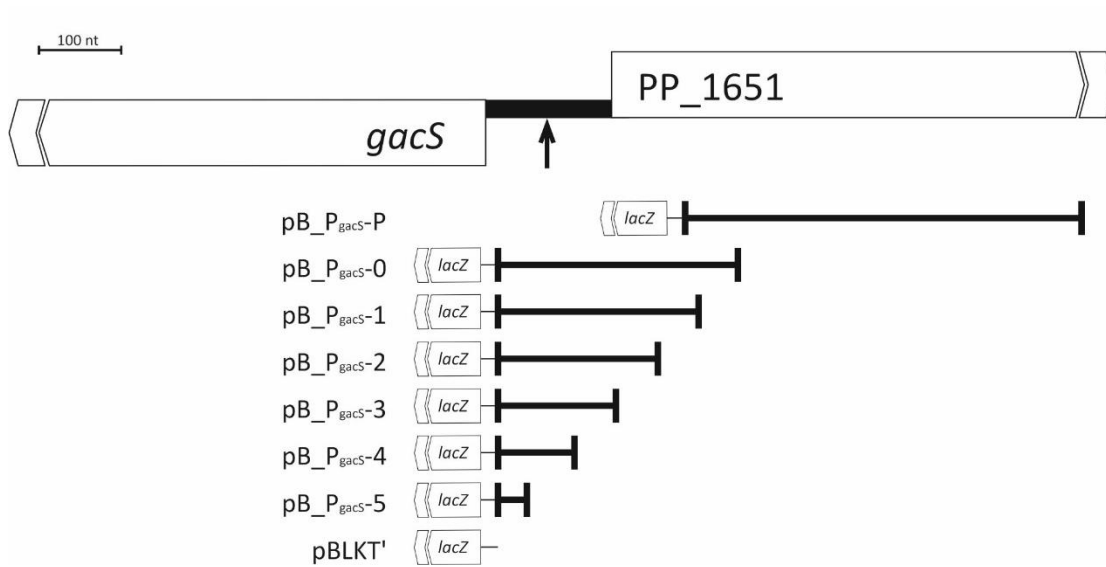 100 nt
PP_1651
gacS
pB_PgacS-P lacZ
pB_PgacS-0 lacZ
pB_PgacS-1 lacZ
pB_PgacS-2 lacZ
pB_PgacS-3 lacZ
pB_PgacS-4 lacZ
pB_PgacS-5 lacZ
pBLKT' lacZ